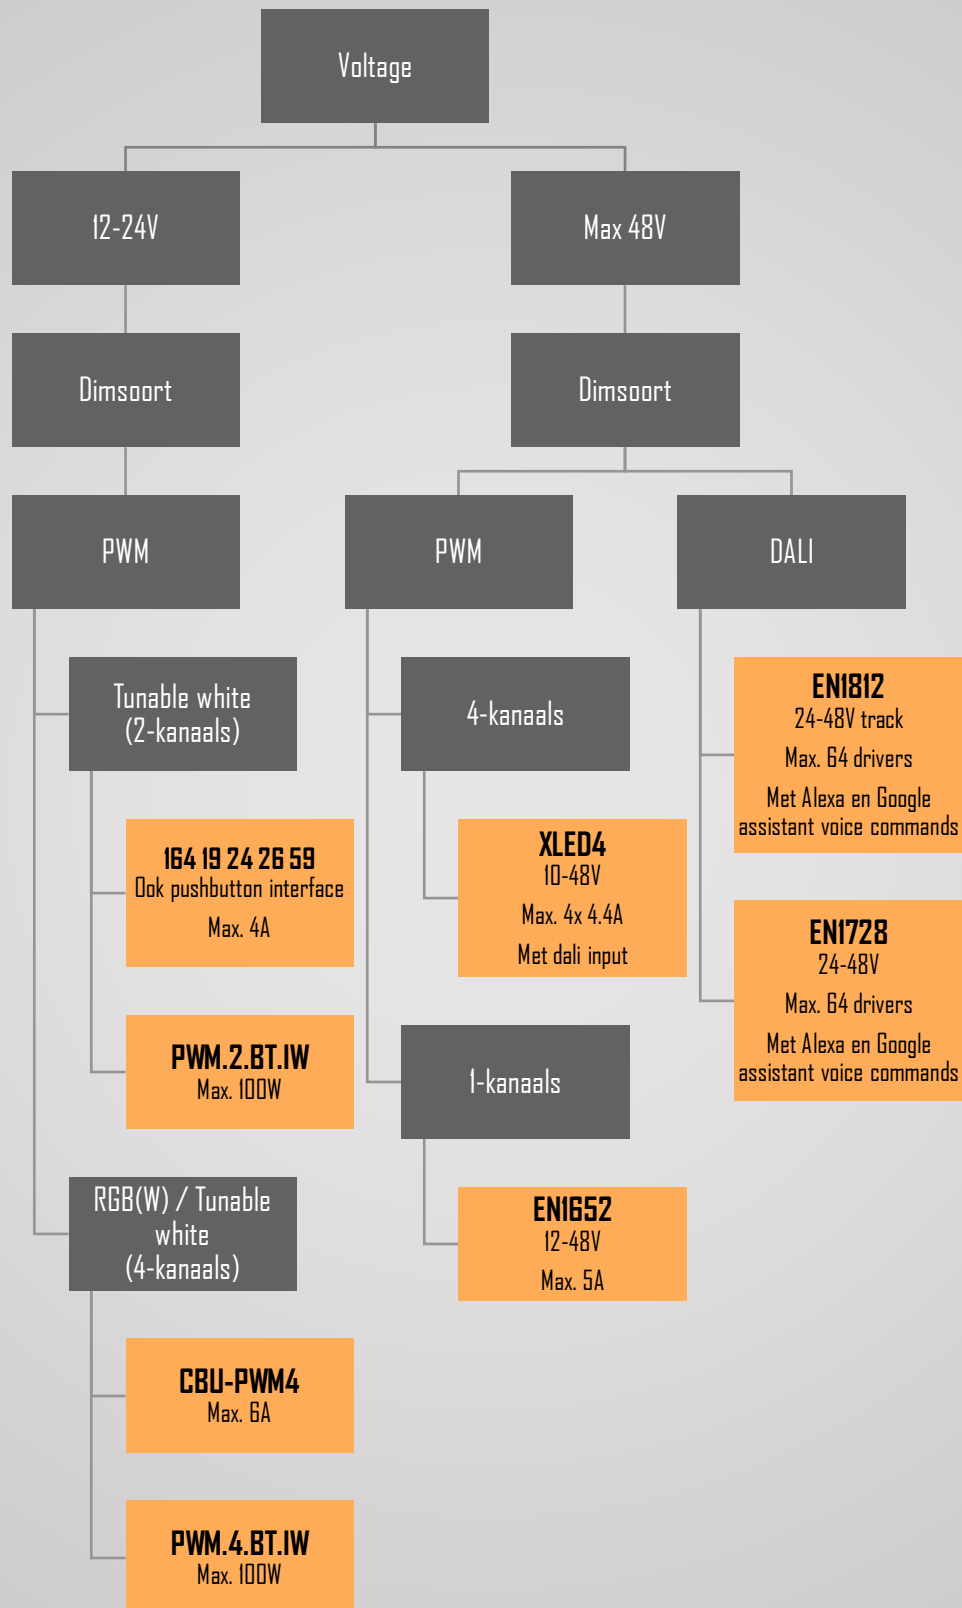 Voltage
12-24V
Max 48V
Dimsoort
Dimsoort
PWM
PWM
DALI
Tunable white
(2-kanaals)
164 19 24 26 59
Ook pushbutton interface
Max. 4A
PWM.2.BT.IW
Max. 100W
RGB(W) / Tunable
white
(4-kanaals)
CBU-PWM4
Max. 6A
PWM.4.BT.IW
Max. 100W
4-kanaals
XLED4
10-48V
Max. 4x 4.4A
Met dali input
1-kanaals
EN1652
12-48V
Max. 5A
EN1812
24-48V track
Max. 64 drivers
Met Alexa en Google
assistant voice commands
EN1728
24-48V
Max. 64 drivers
Met Alexa en Google
assistant voice commands